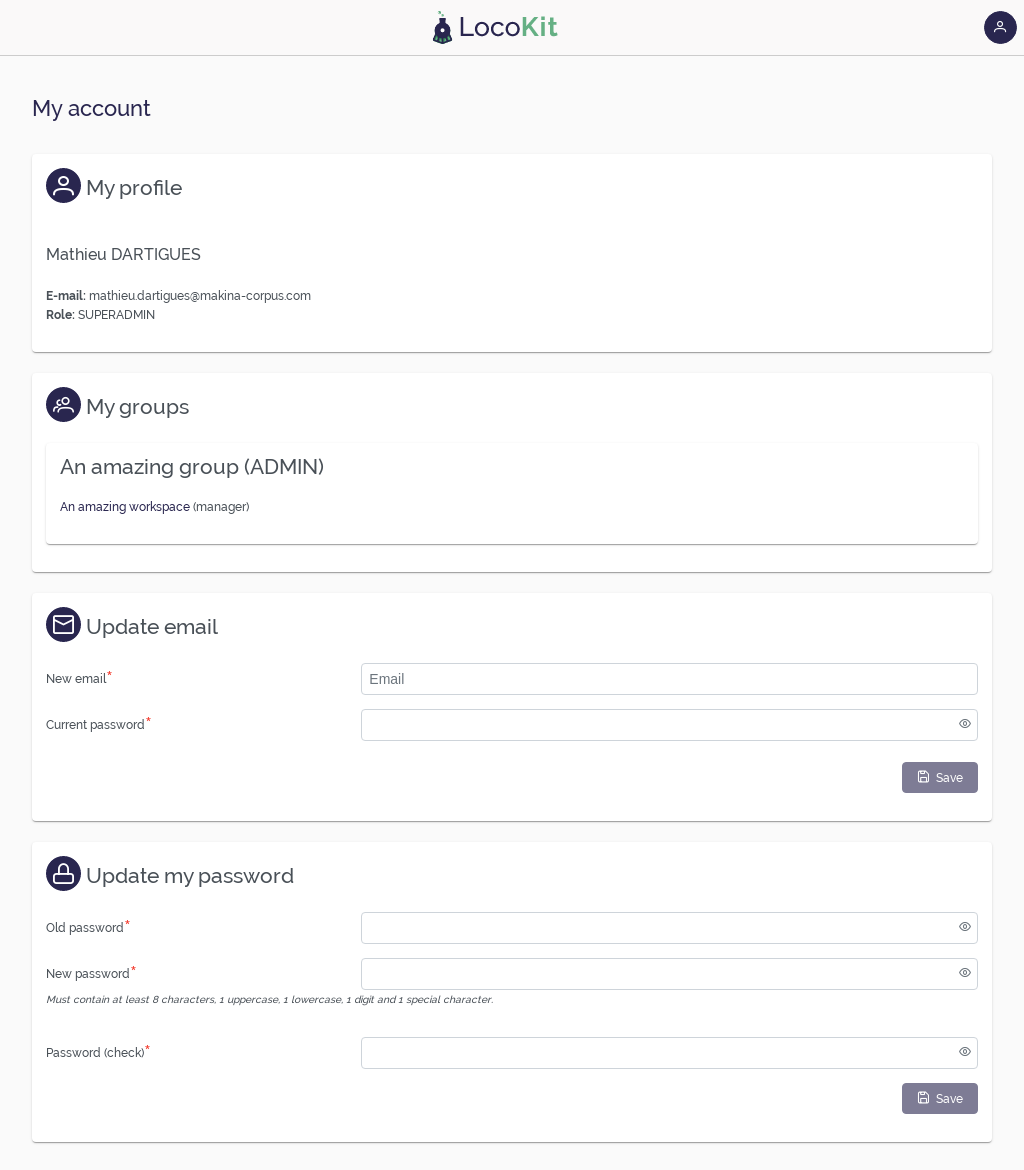 LocoKit
My account
My profile
Mathieu DARTIGUES
E-mail: mathieu.dartigues@makina-corpus.com
Role: SUPERADMIN
My groups
An amazing group (ADMIN)
An amazing workspace (manager)
Update email
New email*
Email
Current password*
Save
Update my password
Old password*
New password*
Must contain at least 8 characters, 1 uppercase, 1 lowercase, 1 digit and 1 special character.
Password (check)*
Save